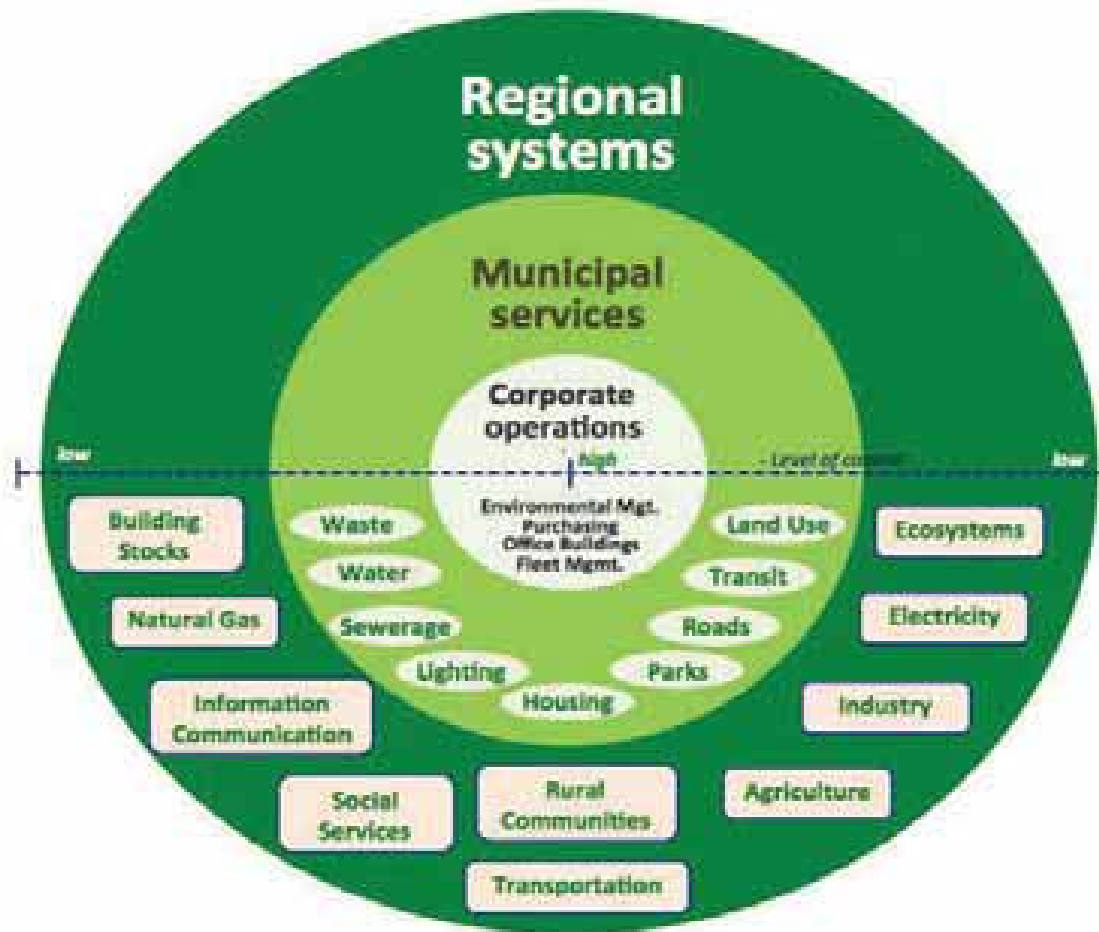 Regional
systems
Municipal
services
Corporate
operations
low
high
- Level of control
low
Environmental Mgt.
Purchasing
Office Buildings
Fleet Mgmt.
Building
Stocks
Waste
Land Use
Ecosystems
Water
Transit
Natural Gas
Sewerage
Roads
Electricity
Lighting
Parks
Housing
Information
Communication
Industry
Social
Services
Rural
Communities
Agriculture
Transportation